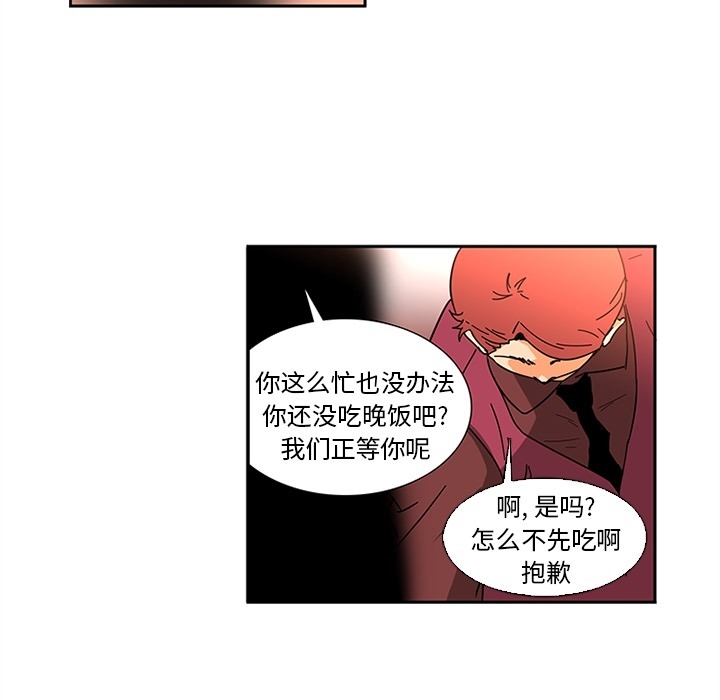 你这么忙也没办法
你还没吃晚饭吧?
我们正等你呢
啊, 是吗?
怎么不先吃啊
抱歉